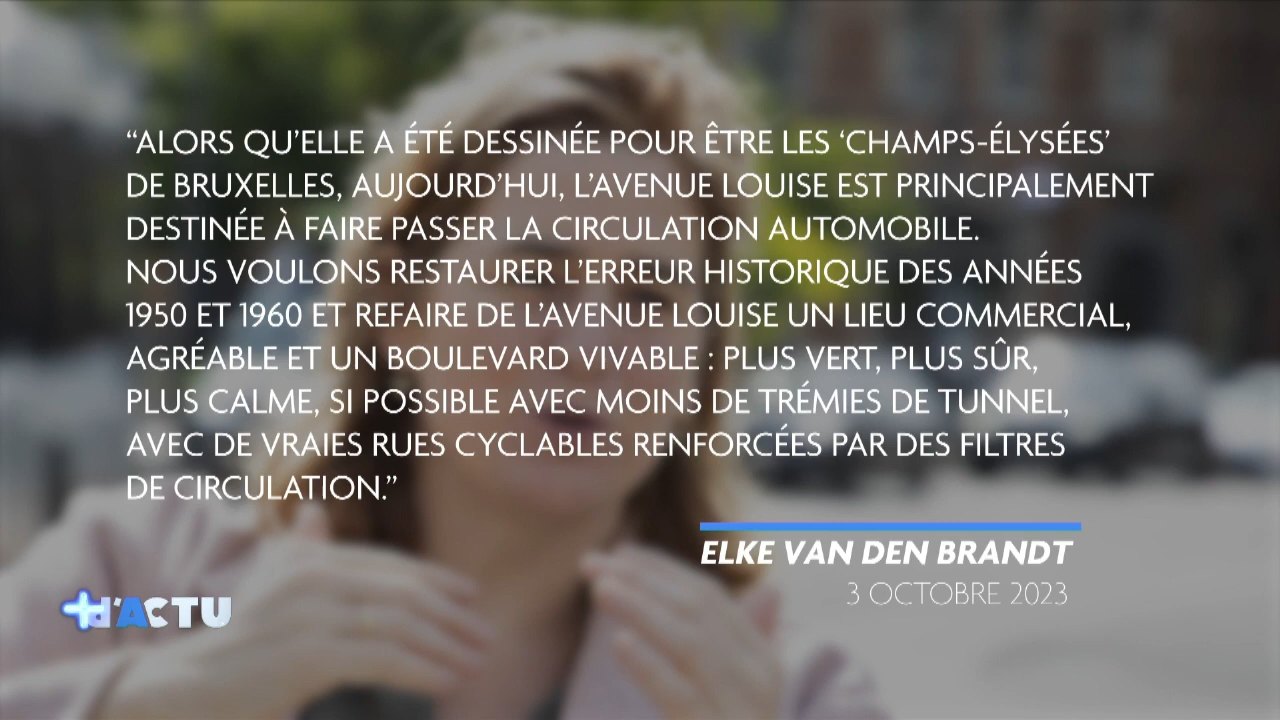 “ALORS QU’ELLE A ÉTÉ DESSINÉE POUR ÊTRE LES ‘CHAMPS-ÉLYSÉES’
DE BRUXELLES, AUJOURD’HUI, L’AVENUE LOUISE EST PRINCIPALEMENT
DESTINÉE À FAIRE PASSER LA CIRCULATION AUTOMOBILE.
NOUS VOULONS RESTAURER L’ERREUR HISTORIQUE DES ANNÉES
1950 ET 1960 ET REFAIRE DE L’AVENUE LOUISE UN LIEU COMMERCIAL,
AGRÉABLE ET UN BOULEVARD VIVABLE : PLUS VERT, PLUS SÛR,
PLUS CALME, SI POSSIBLE AVEC MOINS DE TRÉMIES DE TUNNEL,
AVEC DE VRAIES RUES CYCLABLES RENFORCÉES PAR DES FILTRES
DE CIRCULATION.”
ELKE VAN DEN BRANDT
3 OCTOBRE 2023
+d'ACTU